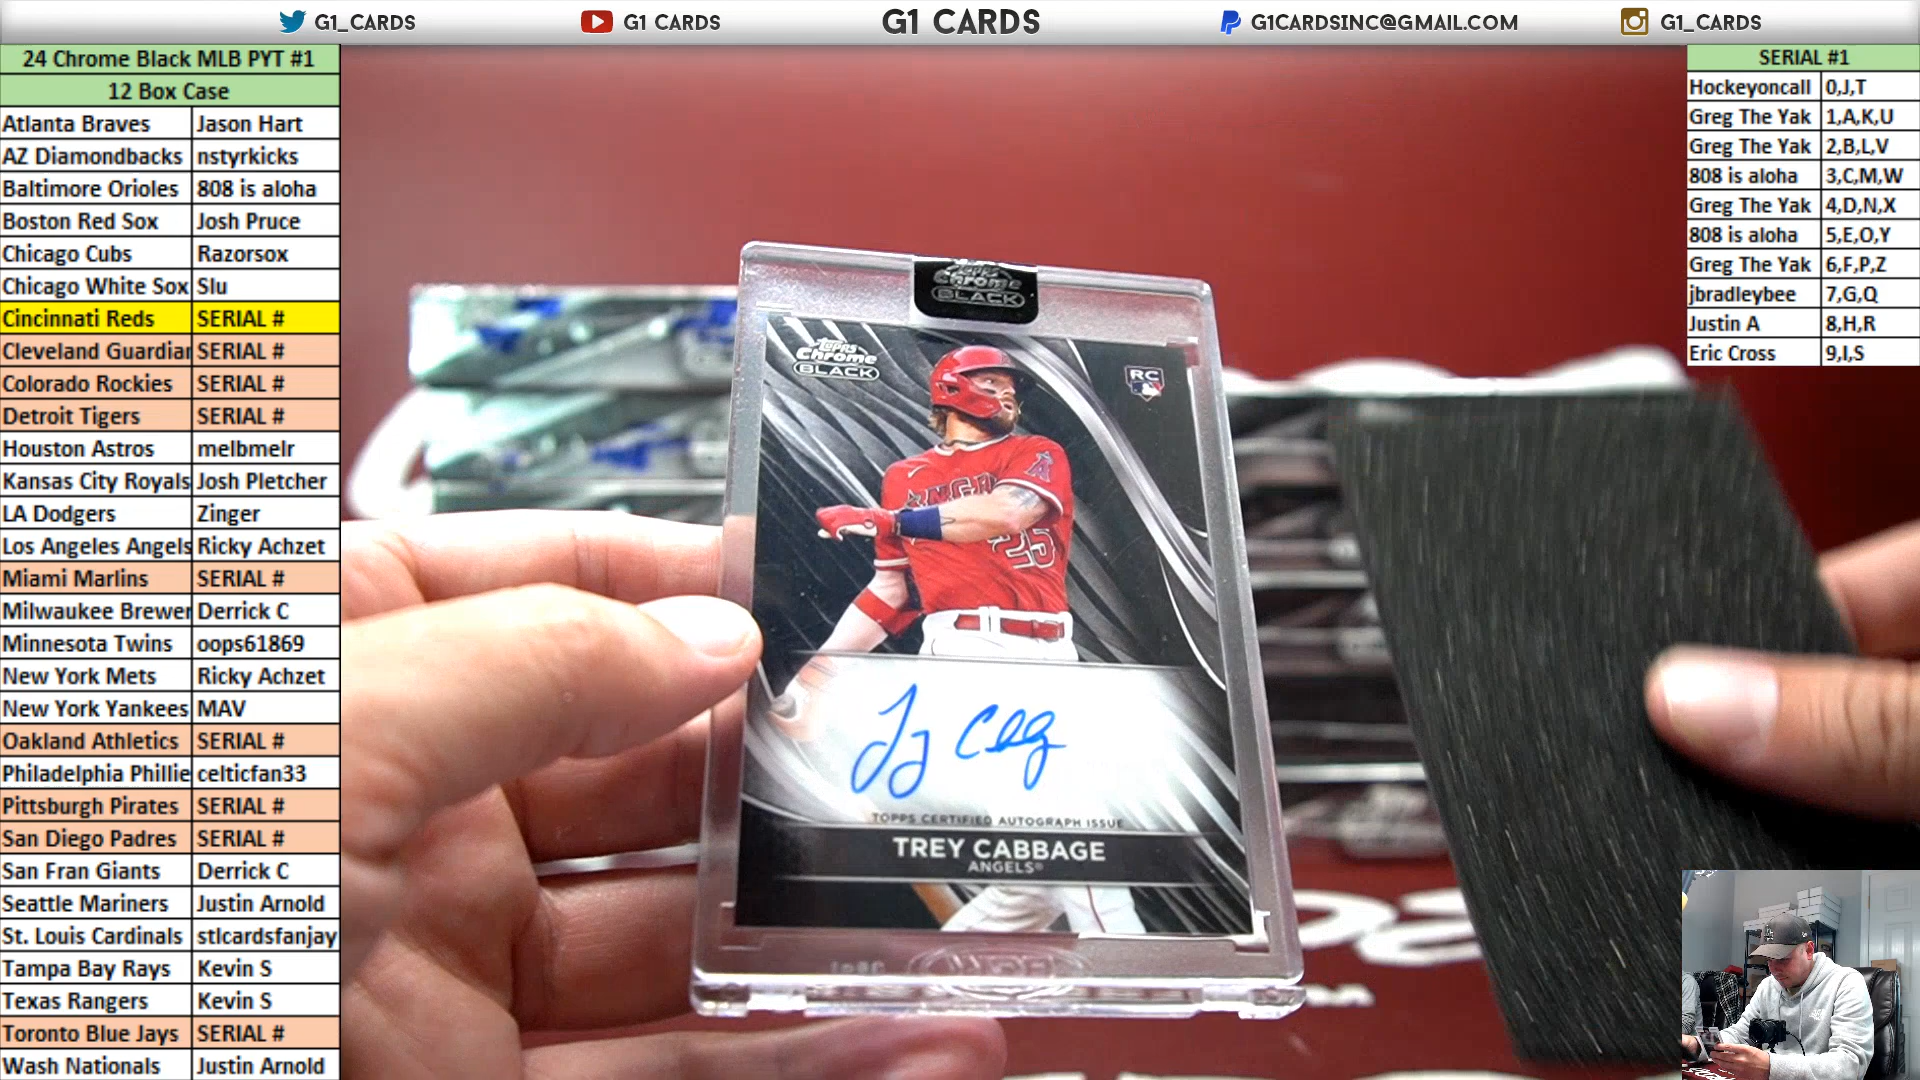 G1_CARDS
G1 CARDS
G1 CARDS
G1CARDSINC@GMAIL.COM
G1_CARDS
24 Chrome Black MLB PYT #1
12 Box Case
Atlanta Braves Jason Hart
AZ Diamondbacks nstyrkicks
Baltimore Orioles 808 is aloha
Boston Red Sox Josh Pruce
Chicago Cubs Razorsox
Chicago White Sox Slu
Cincinnati Reds SERIAL #
Cleveland Guardian SERIAL #
Colorado Rockies SERIAL #
Detroit Tigers SERIAL #
Houston Astros melbmelr
Kansas City Royals Josh Pletcher
LA Dodgers Zinger
Los Angeles Angels Ricky Achzet
Miami Marlins SERIAL #
Milwaukee Brewer Derrick C
Minnesota Twins oops61869
New York Mets Ricky Achzet
New York Yankees MAV
Oakland Athletics SERIAL #
Philadelphia Phillie celticfan33
Pittsburgh Pirates SERIAL #
San Diego Padres SERIAL #
San Fran Giants Derrick C
Seattle Mariners Justin Arnold
St. Louis Cardinals stlcardsfanjay
Tampa Bay Rays Kevin S
Texas Rangers Kevin S
Toronto Blue Jays SERIAL #
Wash Nationals Justin Arnold
SERIAL #1
Hockeyoncall 0,J,T
Greg The Yak 1,A,K,U
Greg The Yak 2,B,L,V
808 is aloha 3,C,M,W
Greg The Yak 4,D,N,X
808 is aloha 5,E,O,Y
Greg The Yak 6,F,P,Z
jbradleybee 7,G,Q
Justin A 8,H,R
Eric Cross 9,I,S
Topps
Chrome
BLACK
TOPPS
Chrome
BLACK
RC
A
ANGE
25
TOPPS CERTIFIED AUTOGRAPH ISSUE
TREY CABBAGE
ANGELS®